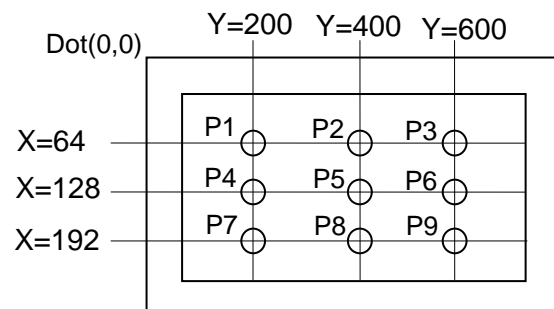 Y=200 Y=400 Y=600
Dot(0,0)
X=64 P1 P2 P3
X=128 P4 P5 P6
X=192 P7 P8 P9